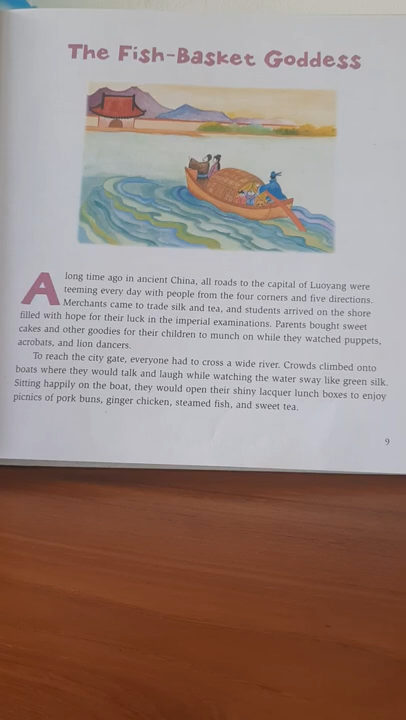 The Fish-Basket Goddess
A long time ago in ancient China, all roads to the capital of Luoyang were
teeming every day with people from the four corners and five directions.
Merchants came to trade silk and tea, and students arrived on the shore
filled with hope for their luck in the imperial examinations. Parents bought sweet
cakes and other goodies for their children to munch on while they watched puppets,
acrobats, and lion dancers.
To reach the city gate, everyone had to cross a wide river. Crowds climbed onto
boats where they would talk and laugh while watching the water sway like green silk.
Sitting happily on the boat, they would open their shiny lacquer lunch boxes to enjoy
picnics of pork buns, ginger chicken, steamed fish, and sweet tea.
9